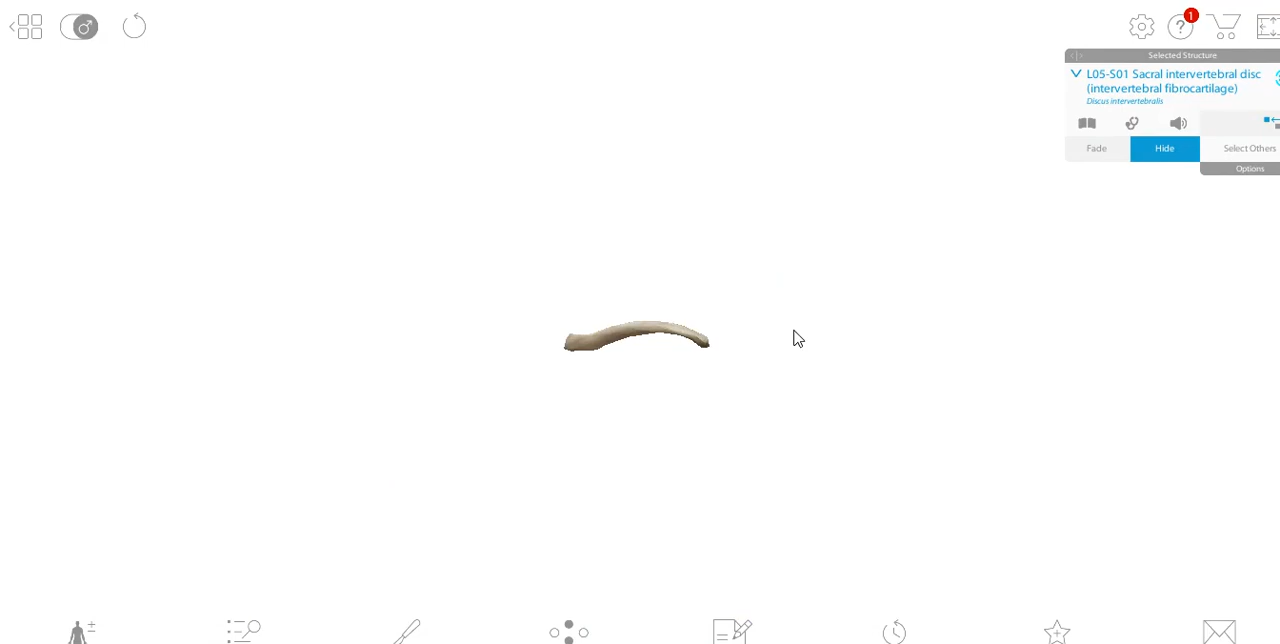 1
Selected Structure
L05-S01 Sacral intervertebral disc
(intervertebral fibrocartilage)
Discus intervertebralis
Fade
Hide
Select Others
Options